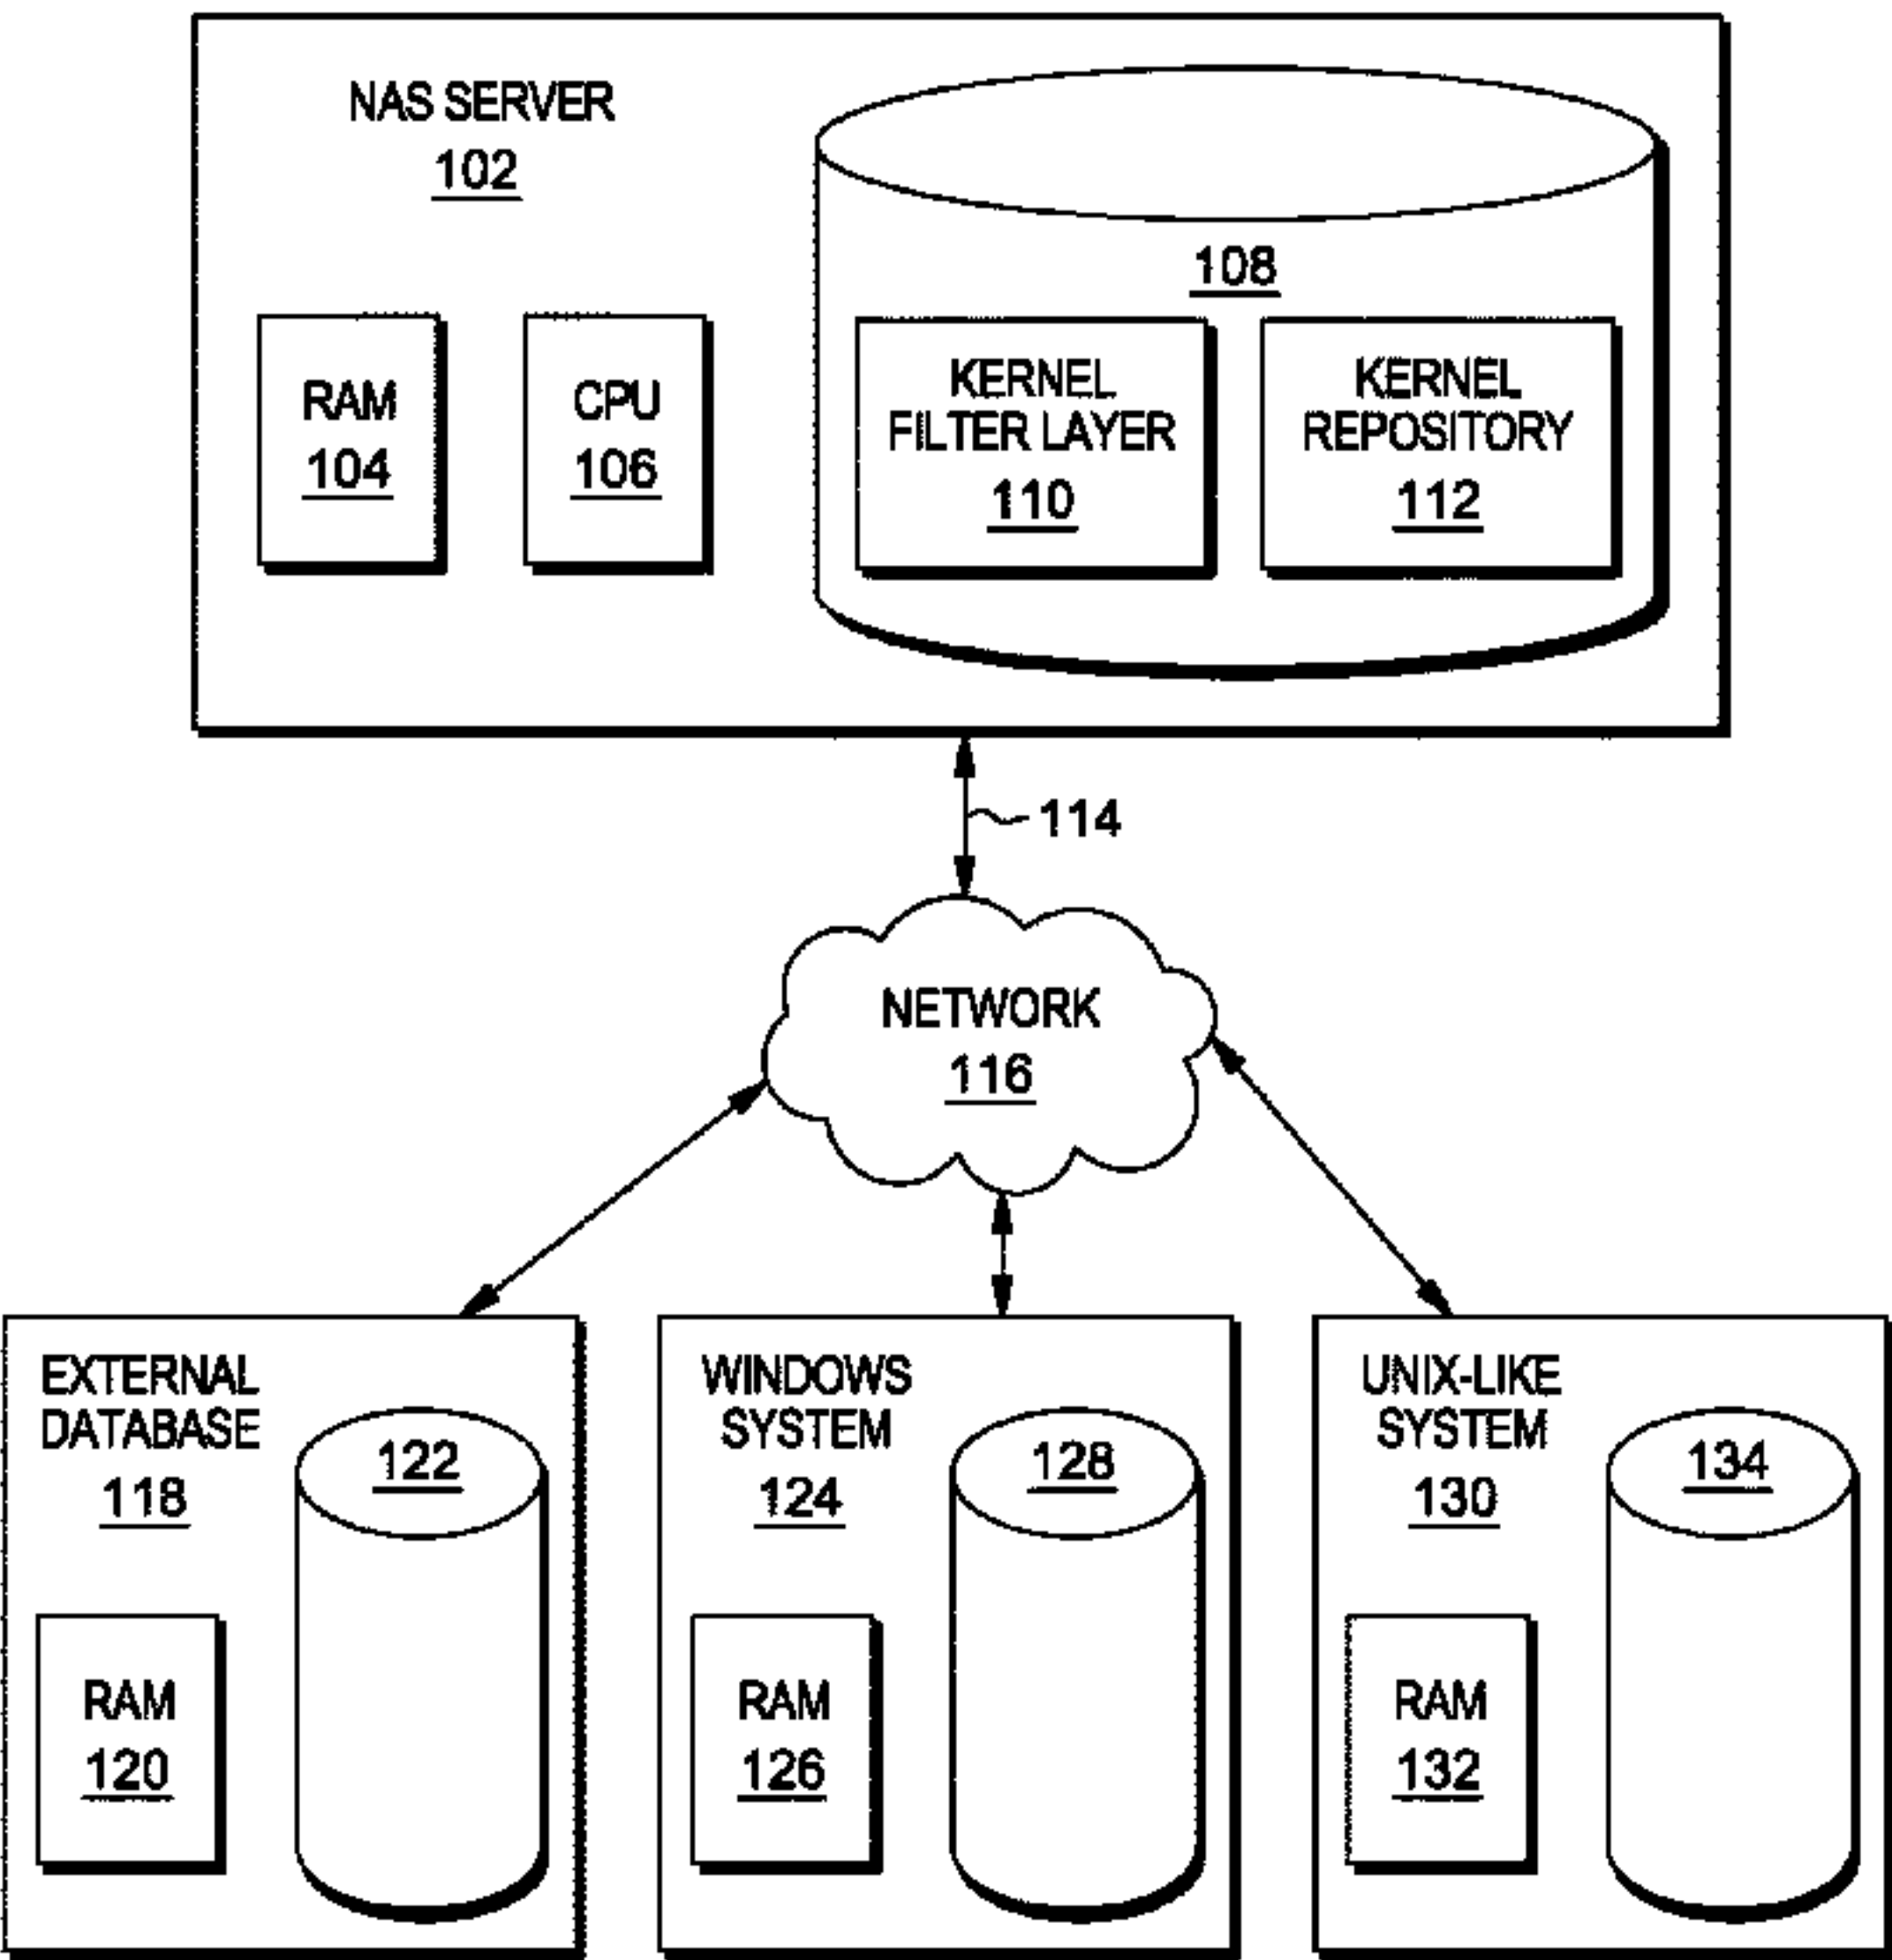 NAS SERVER
102
108
RAM
104
CPU
106
KERNEL
FILTER LAYER
110
KERNEL
REPOSITORY
112
114
NETWORK
116
EXTERNAL
DATABASE
118
122
RAM
120
WINDOWS
SYSTEM
124
128
RAM
126
UNIX-LIKE
SYSTEM
130
134
RAM
132